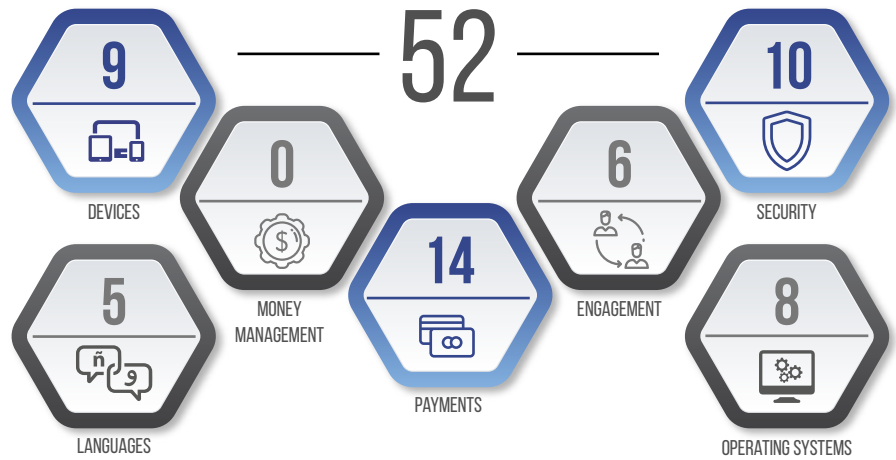 52
9
DEVICES
0
MONEY
MANAGEMENT
14
PAYMENTS
6
ENGAGEMENT
10
SECURITY
5
ñ
و
LANGUAGES
$
8
OPERATING SYSTEMS